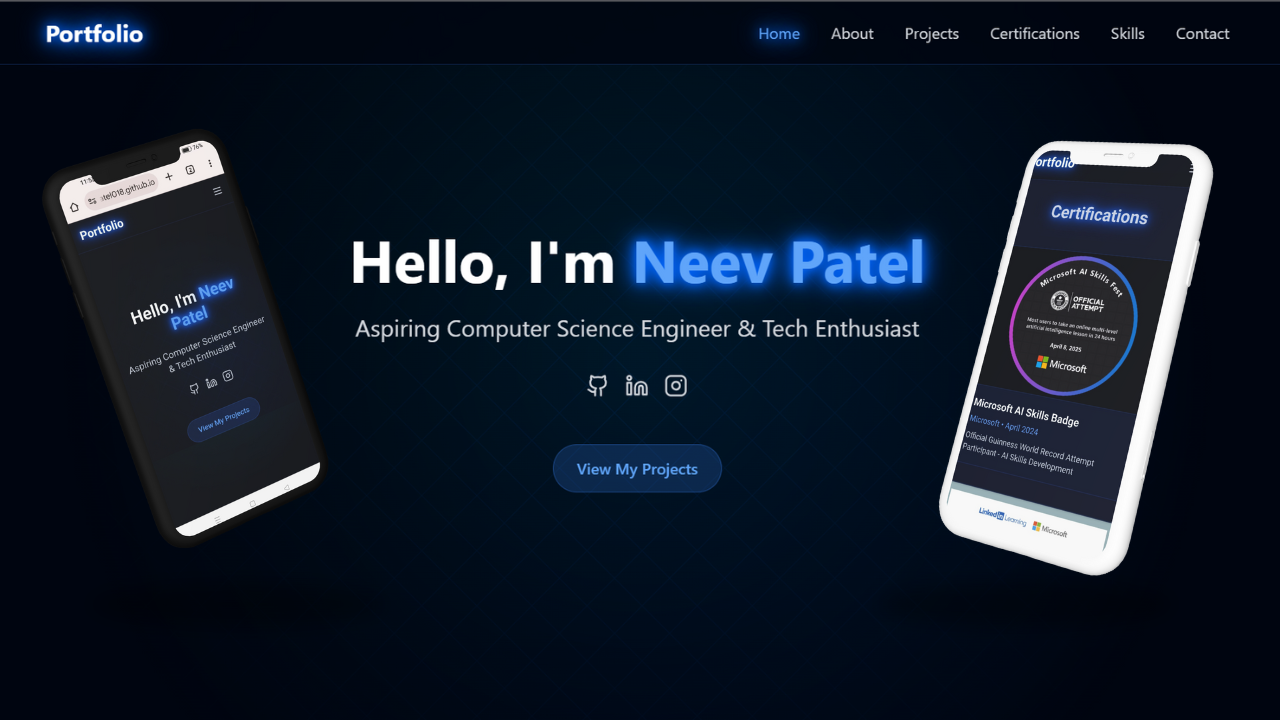 Portfolio
Home About Projects Certifications Skills Contact
76%
tel018.github.io
Portfolio
Hello, I'm Neev
Patel
Aspiring Computer Science Engineer
& Tech Enthusiast
View My Projects
Hello, I'm Neev Patel
Aspiring Computer Science Engineer & Tech Enthusiast
in
View My Projects
ortfolio
Certifications
Microsoft AI Skills Fest
OFFICIAL
ATTEMPT
Most users to take an online multi-level
artificial intelligence lesson in 24 hours
April 8, 2025
Microsoft
Microsoft AI Skills Badge
Microsoft • April 2024
Official Guinness World Record Attempt
Participant - AI Skills Development
LinkedIn Learning Microsoft